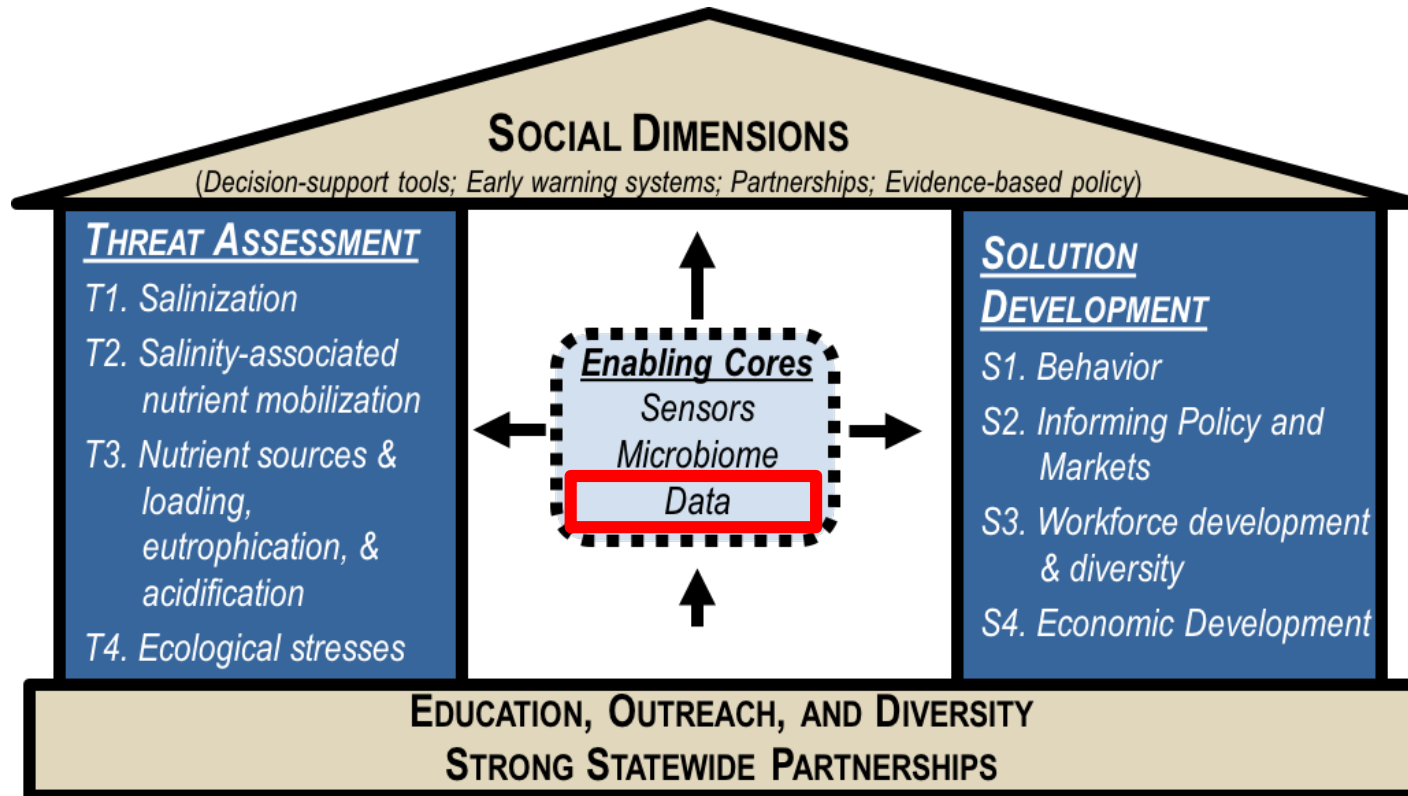 SOCIAL DIMENSIONS
(Decision-support tools; Early warning systems; Partnerships; Evidence-based policy)
THREAT ASSESSMENT
T1. Salinization
T2. Salinity-associated
nutrient mobilization
T3. Nutrient sources &
loading,
eutrophication, &
acidification
T4. Ecological stresses
Enabling Cores
Sensors
Microbiome
Data
SOLUTION
DEVELOPMENT
S1. Behavior
S2. Informing Policy and
Markets
S3. Workforce development
& diversity
S4. Economic Development
EDUCATION, OUTREACH, AND DIVERSITY
STRONG STATEWIDE PARTNERSHIPS